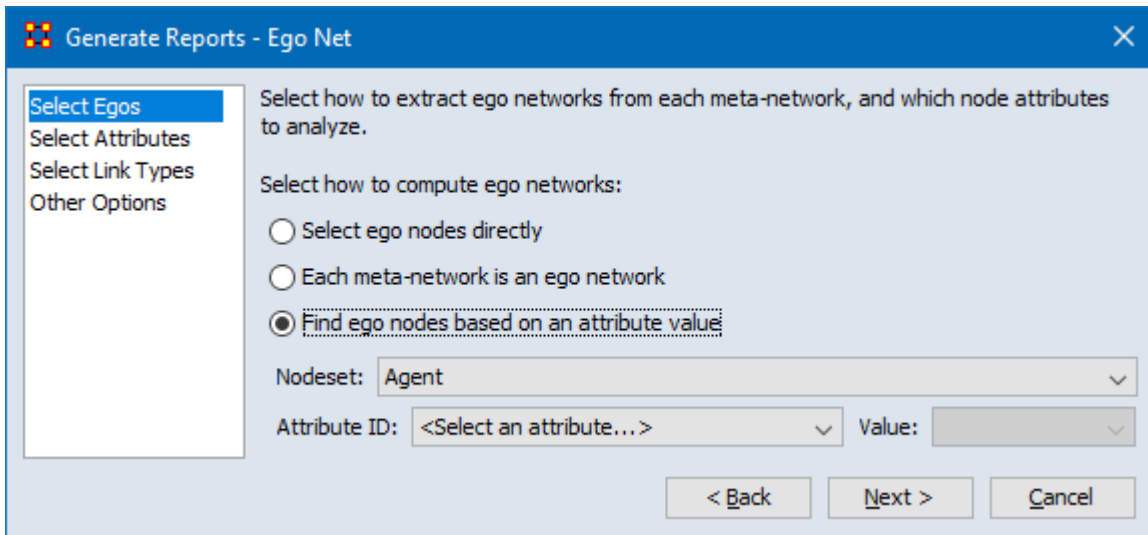 Generate Reports - Ego Net
Select Egos
Select Attributes
Select Link Types
Other Options
Select how to extract ego networks from each meta-network, and which node attributes
to analyze.
Select how to compute ego networks:
Select ego nodes directly
Each meta-network is an ego network
Find ego nodes based on an attribute value
Nodeset: Agent
Attribute ID: <Select an attribute...> Value:
< Back Next > Cancel